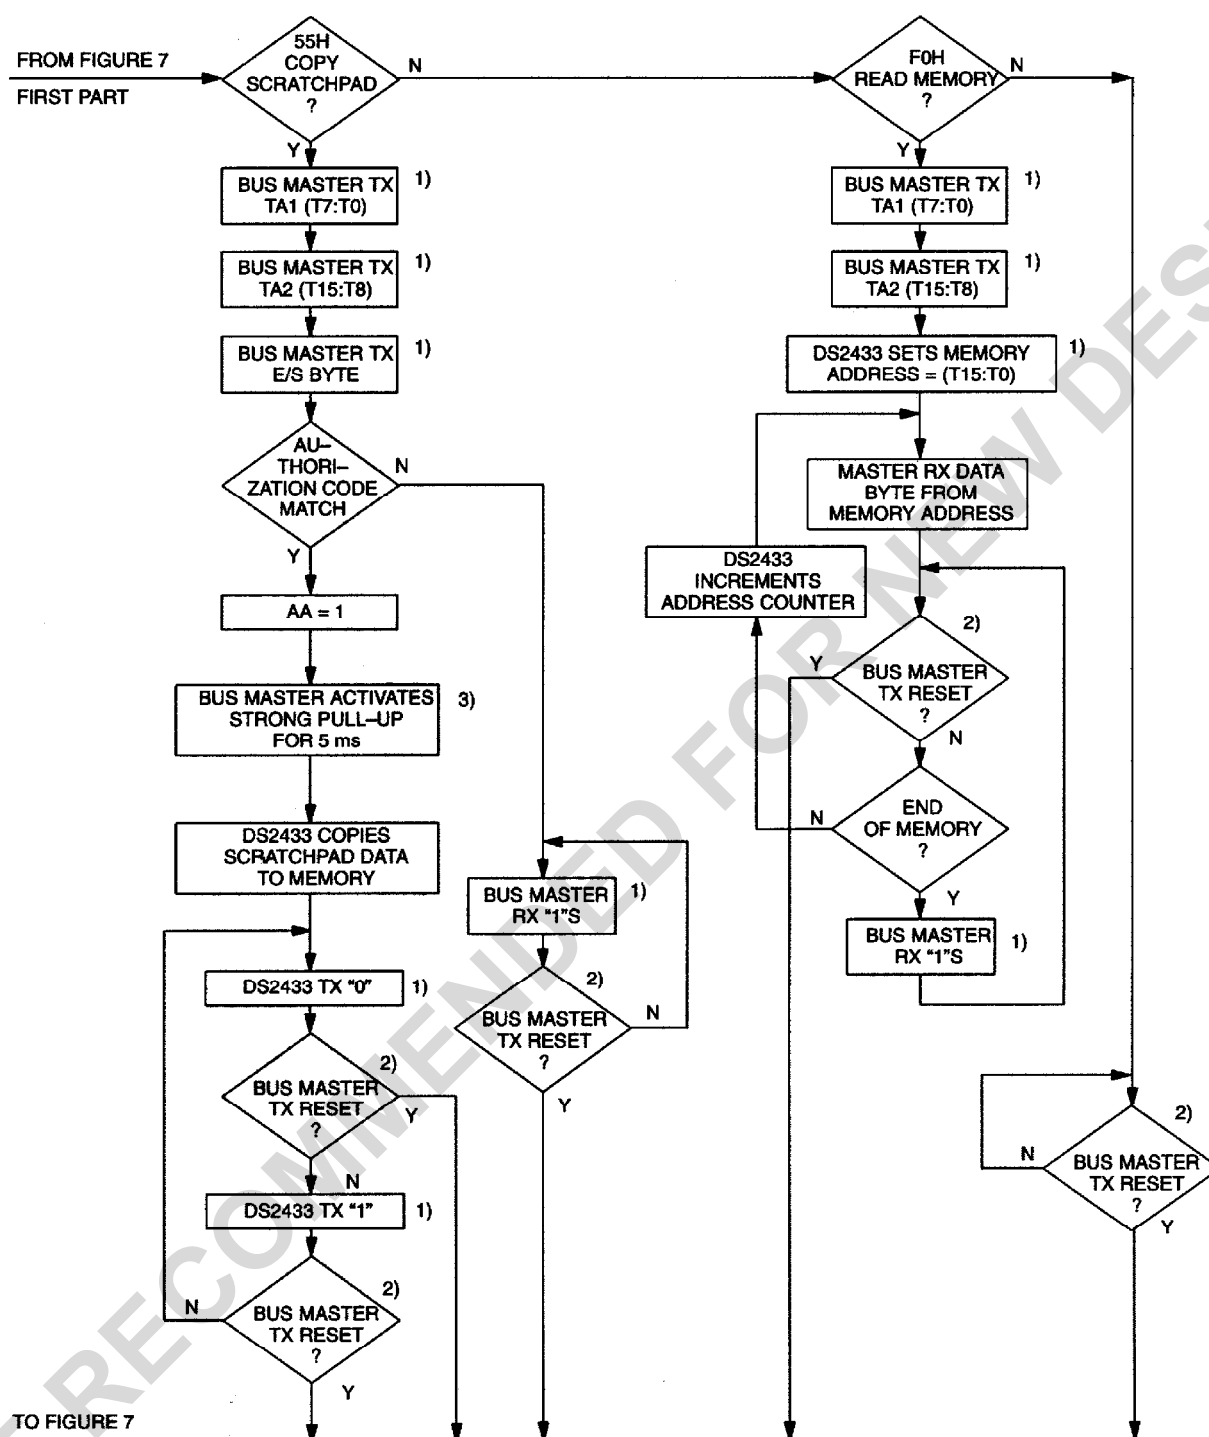 FROM FIGURE 7
FIRST PART
55H
COPY
SCRATCHPAD
?
N
Y
BUS MASTER TX
TA1 (T7:T0)
1)
BUS MASTER TX
TA2 (T15:T8)
1)
BUS MASTER TX
E/S BYTE
1)
AU–
THORI–
ZATION CODE
MATCH
N
Y
AA = 1
BUS MASTER ACTIVATES
STRONG PULL–UP
FOR 5 ms
3)
DS2433 COPIES
SCRATCHPAD DATA
TO MEMORY
DS2433 TX “0”
1)
2)
BUS MASTER
TX RESET
?
Y
N
DS2433 TX “1”
1)
2)
BUS MASTER
TX RESET
?
N
Y
BUS MASTER
RX “1”S
1)
2)
BUS MASTER
TX RESET
?
N
Y
F0H
READ MEMORY
?
N
Y
BUS MASTER TX
TA1 (T7:T0)
1)
BUS MASTER TX
TA2 (T15:T8)
1)
DS2433 SETS MEMORY
ADDRESS = (T15:T0)
1)
MASTER RX DATA
BYTE FROM
MEMORY ADDRESS
DS2433
INCREMENTS
ADDRESS COUNTER
2)
BUS MASTER
TX RESET
?
Y
N
END
OF MEMORY
?
N
Y
BUS MASTER
RX “1”S
1)
2)
BUS MASTER
TX RESET
?
N
Y
TO FIGURE 7
RECOMMENDED FOR NEW